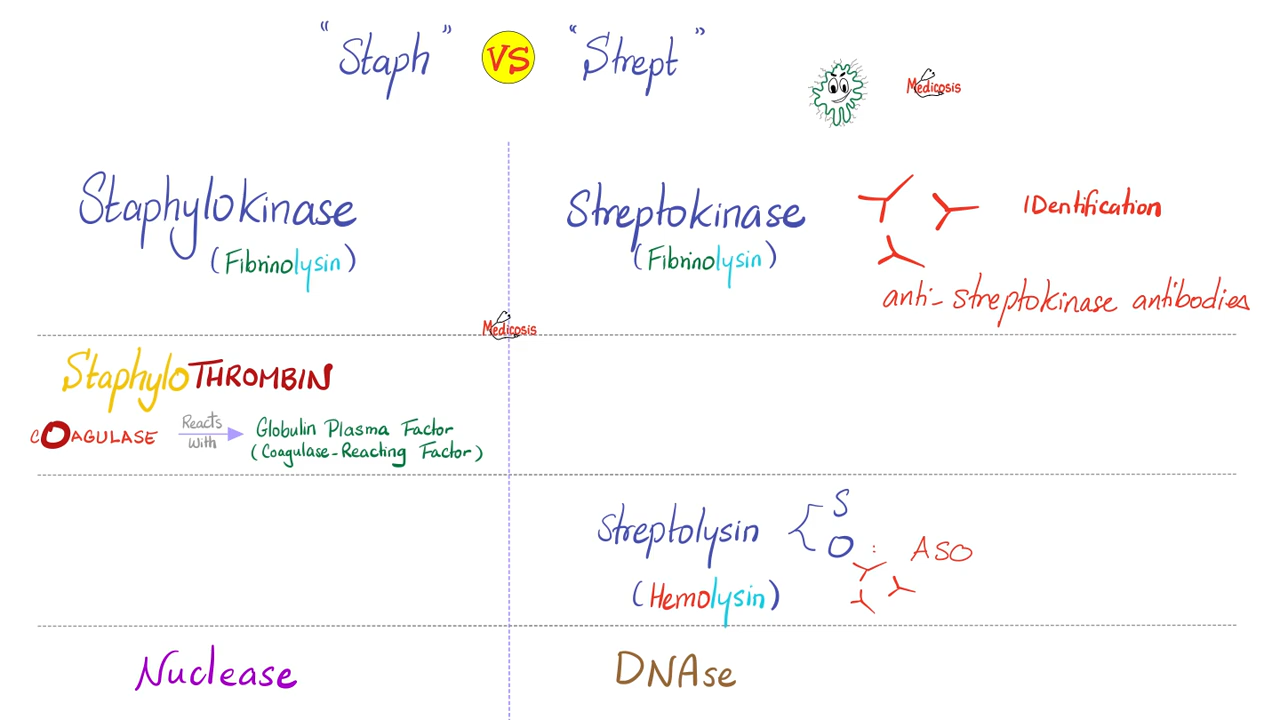 "Staph" VS "Strept"
Medicosis
Staphylokinase
(Fibrinolysin)
Streptokinase
(Fibrinolysin)
IDentification
anti-streptokinase antibodies
Medicosis
StaphyloTHROMBIN
COAGULASE Reacts With Globulin Plasma Factor
(Coagulase-Reacting Factor)
Streptolysin
S
O : ASO
(Hemolysin)
Nuclease
DNAse